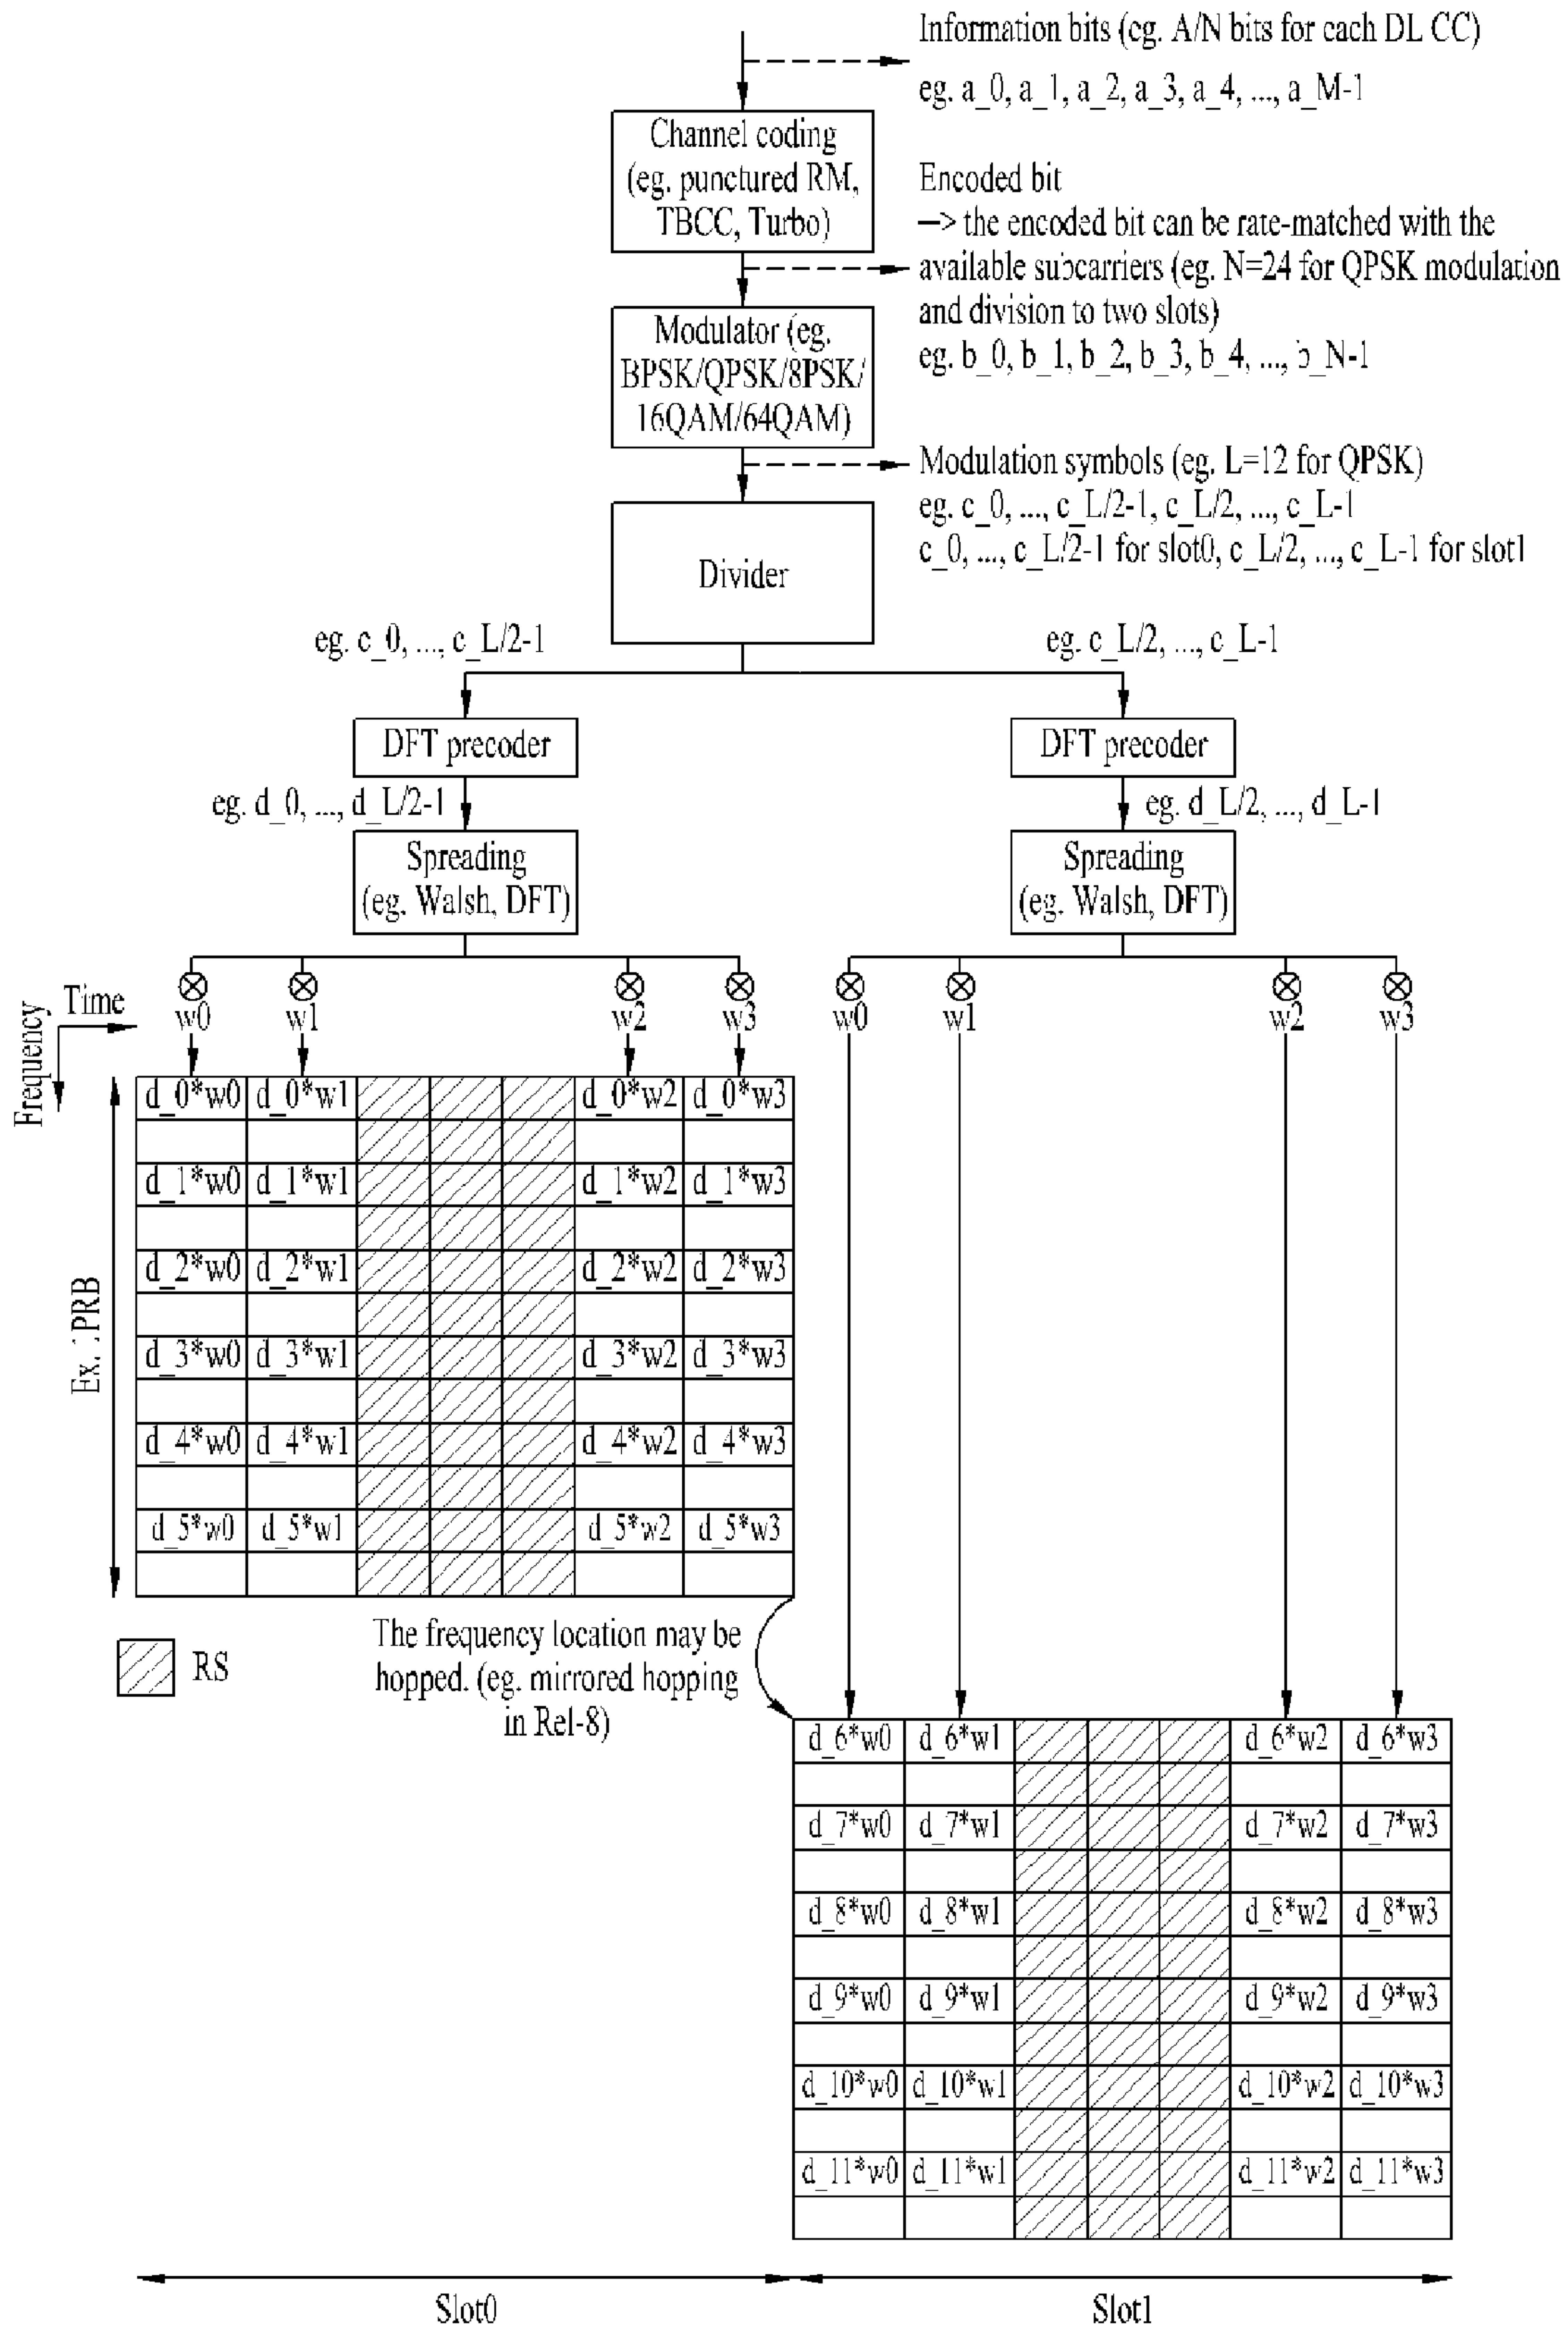 Information bits (eg. A/N bits for each DL CC)
eg. a_0, a_1, a_2, a_3, a_4, ..., a_M-1
Channel coding
(eg. punctured RM,
TBCC, Turbo)
Encoded bit
—> the encoded bit can be rate-matched with the
available subcarriers (eg. N=24 for QPSK modulation
and division to two slots)
eg. b_0, b_1, b_2, b_3, b_4, ..., b_N-1
Modulator (eg.
BPSK/QPSK/8PSK/
16QAM/64QAM)
Modulation symbols (eg. L=12 for QPSK)
eg. c_0, ..., c_L/2-1, c_L/2, ..., c_L-1
c_0, ..., c_L/2-1 for slot0, c_L/2, ..., c_L-1 for slot1
Divider
eg. c_0, ..., c_L/2-1
eg. c_L/2, ..., c_L-1
DFT precoder
DFT precoder
eg. d_0, ..., d_L/2-1
eg. d_L/2, ..., d_L-1
Spreading
(eg. Walsh, DFT)
Spreading
(eg. Walsh, DFT)
Time
Frequency
w0 w1 w2 w3
w0 w1 w2 w3
d_0*w0 d_0*w1 d_0*w2 d_0*w3
d_1*w0 d_1*w1 d_1*w2 d_1*w3
d_2*w0 d_2*w1 d_2*w2 d_2*w3
d_3*w0 d_3*w1 d_3*w2 d_3*w3
d_4*w0 d_4*w1 d_4*w2 d_4*w3
d_5*w0 d_5*w1 d_5*w2 d_5*w3
Ex. 1PRB
RS
The frequency location may be
hopped. (eg. mirrored hopping
in Rel-8)
d_6*w0 d_6*w1 d_6*w2 d_6*w3
d_7*w0 d_7*w1 d_7*w2 d_7*w3
d_8*w0 d_8*w1 d_8*w2 d_8*w3
d_9*w0 d_9*w1 d_9*w2 d_9*w3
d_10*w0 d_10*w1 d_10*w2 d_10*w3
d_11*w0 d_11*w1 d_11*w2 d_11*w3
Slot0
Slot1